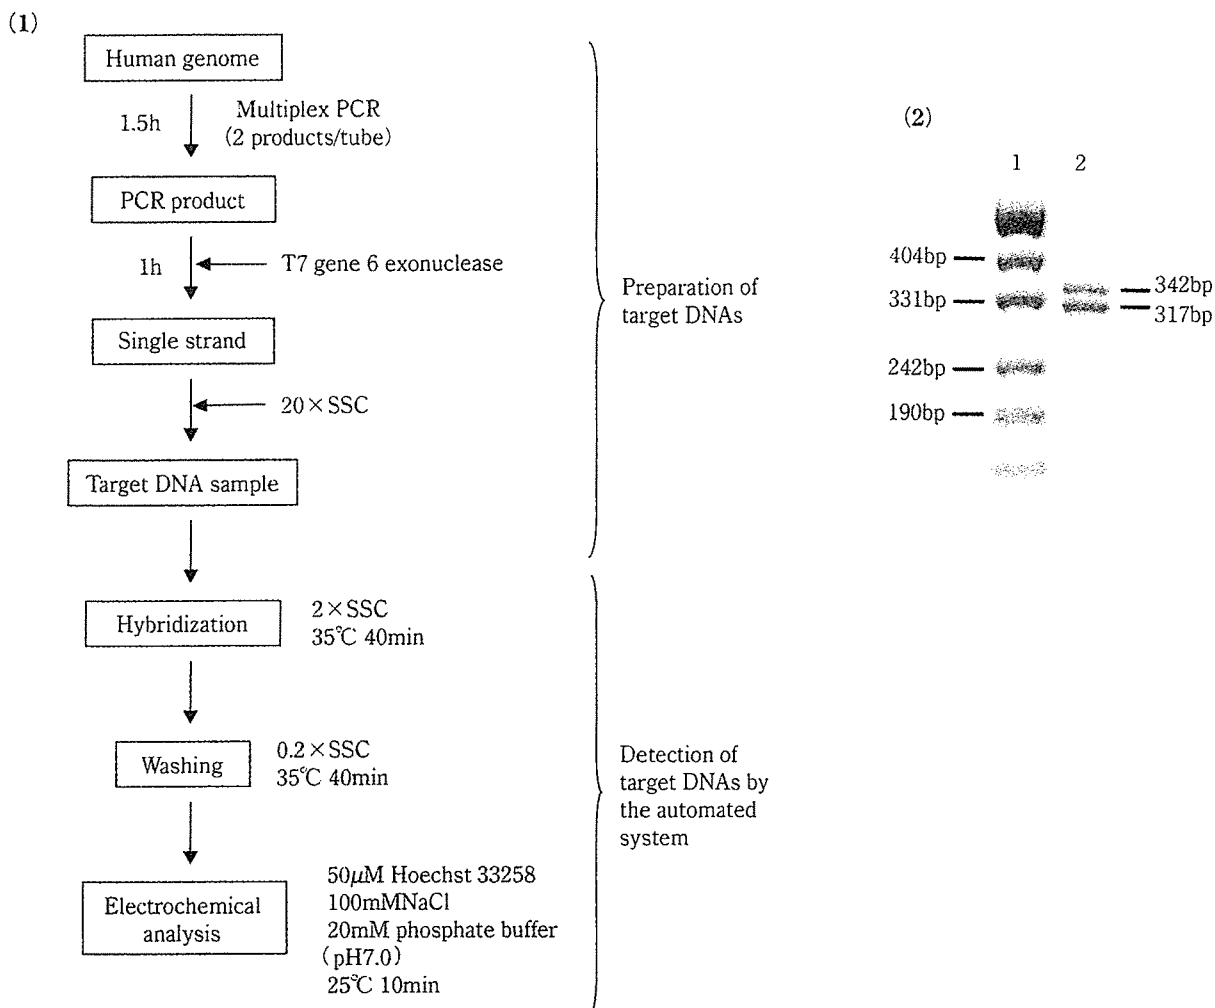 (1)
Human genome
1.5h
Multiplex PCR
(2 products/tube)
PCR product
1h
T7 gene 6 exonuclease
Single strand
20×SSC
Target DNA sample
Preparation of
target DNAs
Hybridization
2×SSC
35℃ 40min
Washing
0.2×SSC
35℃ 40min
Electrochemical
analysis
50μM Hoechst 33258
100mMNaCl
20mM phosphate buffer
(pH7.0)
25℃ 10min
Detection of
target DNAs by
the automated
system
(2)
1 2
404bp
331bp
242bp
190bp
342bp
317bp